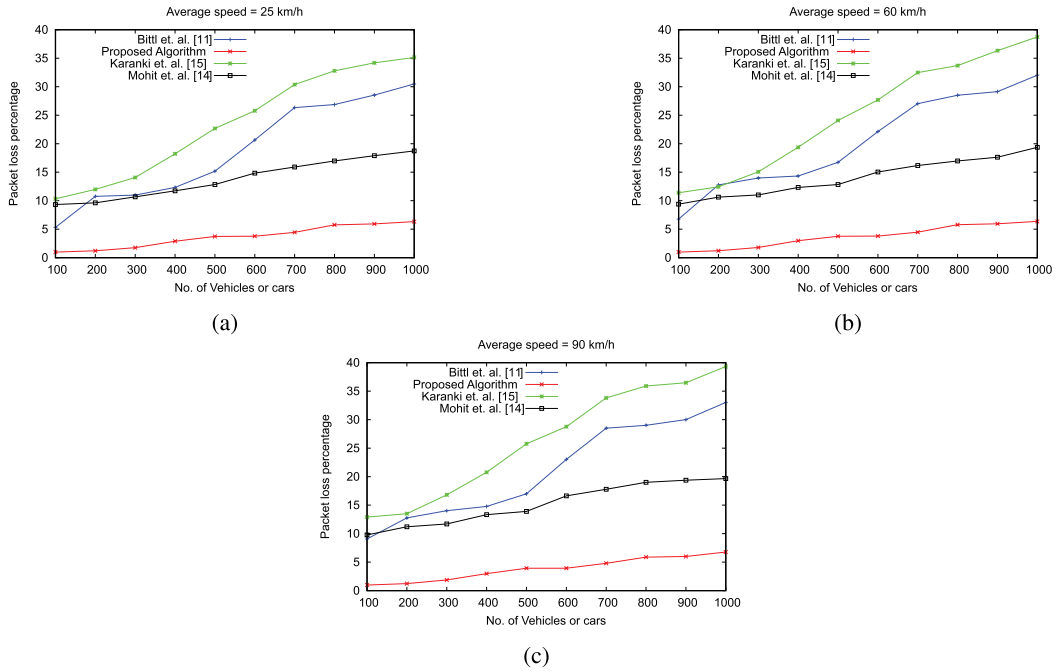 Average speed = 25 km/h
Packet loss percentage
40
35
30
25
20
15
10
5
0
Bittl et. al. [11]
Proposed Algorithm
Karanki et. al. [15]
Mohit et. al. [14]
100 200 300 400 500 600 700 800 900 1000
No. of Vehicles or cars
(a)
Average speed = 60 km/h
Packet loss percentage
40
35
30
25
20
15
10
5
0
Bittl et. al. [11]
Proposed Algorithm
Karanki et. al. [15]
Mohit et. al. [14]
100 200 300 400 500 600 700 800 900 1000
No. of Vehicles or cars
(b)
Average speed = 90 km/h
Packet loss percentage
40
35
30
25
20
15
10
5
0
Bittl et. al. [11]
Proposed Algorithm
Karanki et. al. [15]
Mohit et. al. [14]
100 200 300 400 500 600 700 800 900 1000
No. of Vehicles or cars
(c)